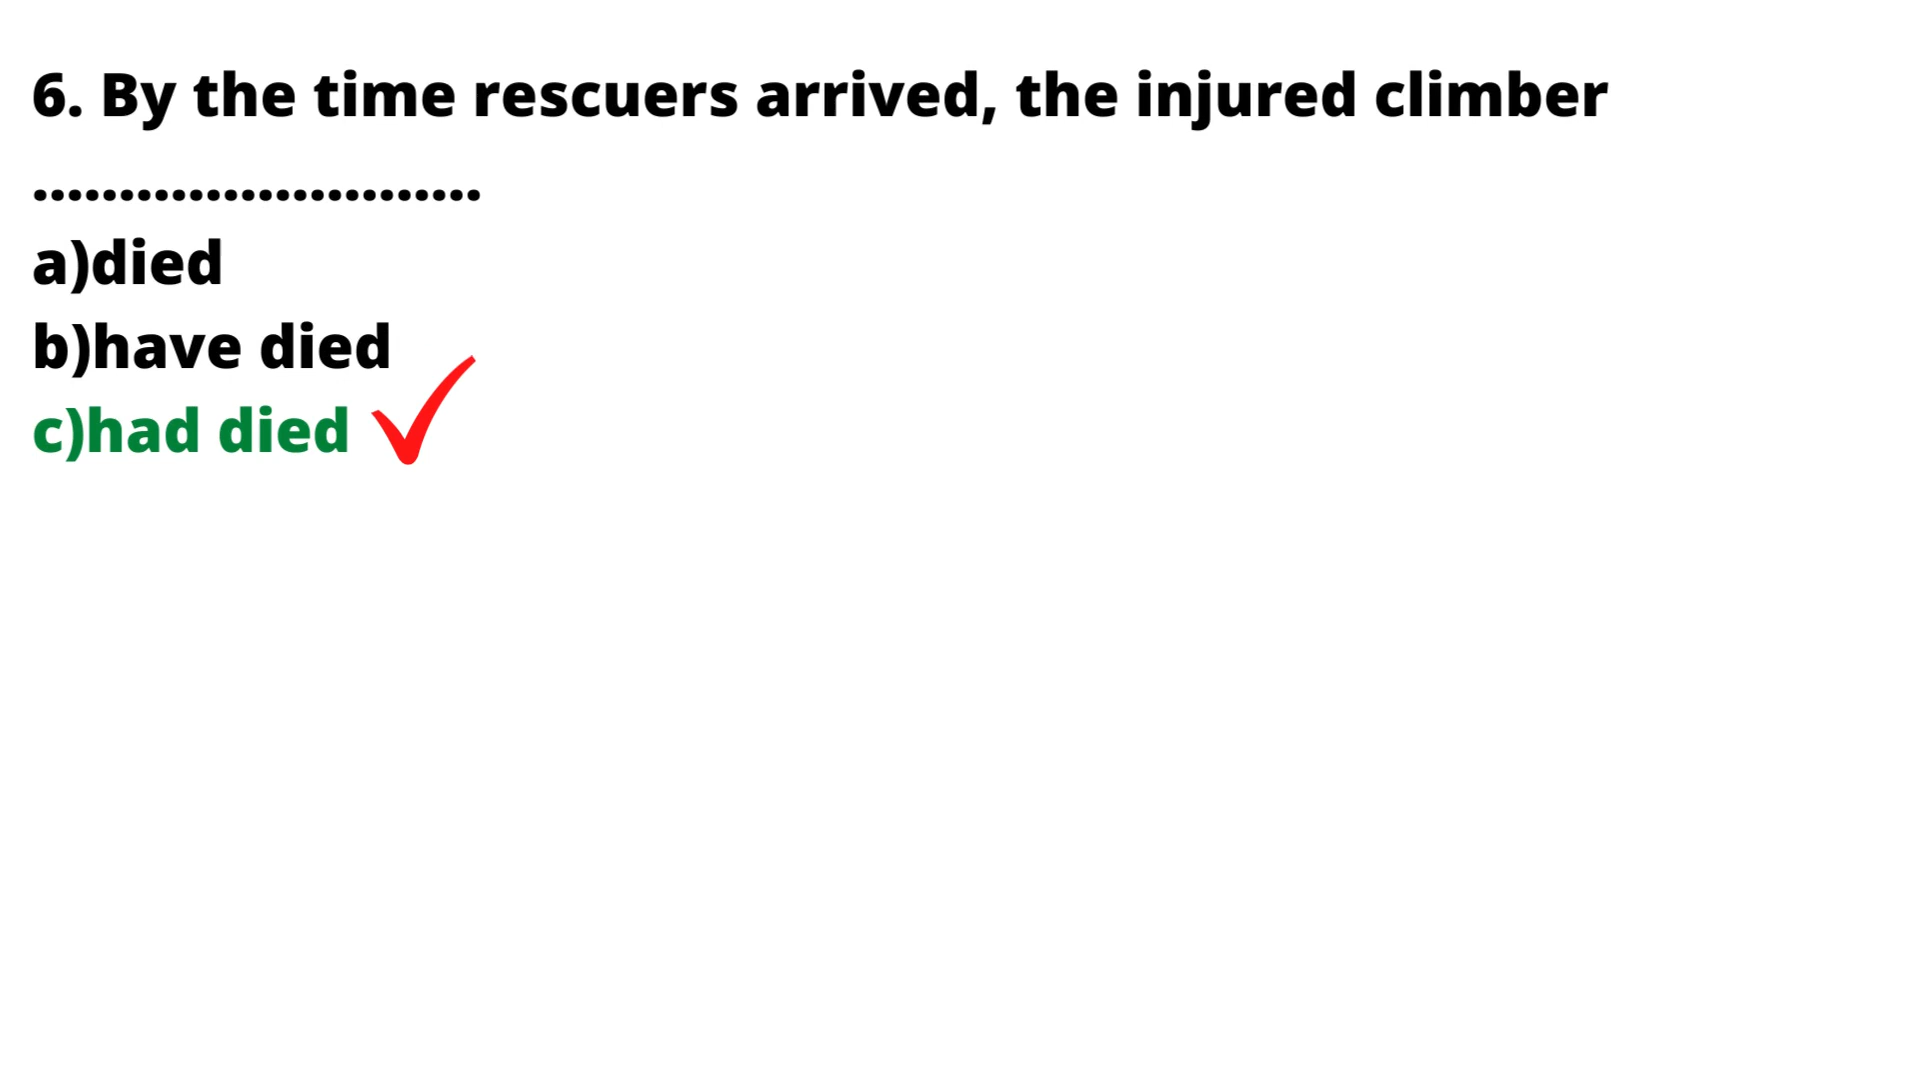 6. By the time rescuers arrived, the injured climber
..........................
a)died
b)have died
c)had died